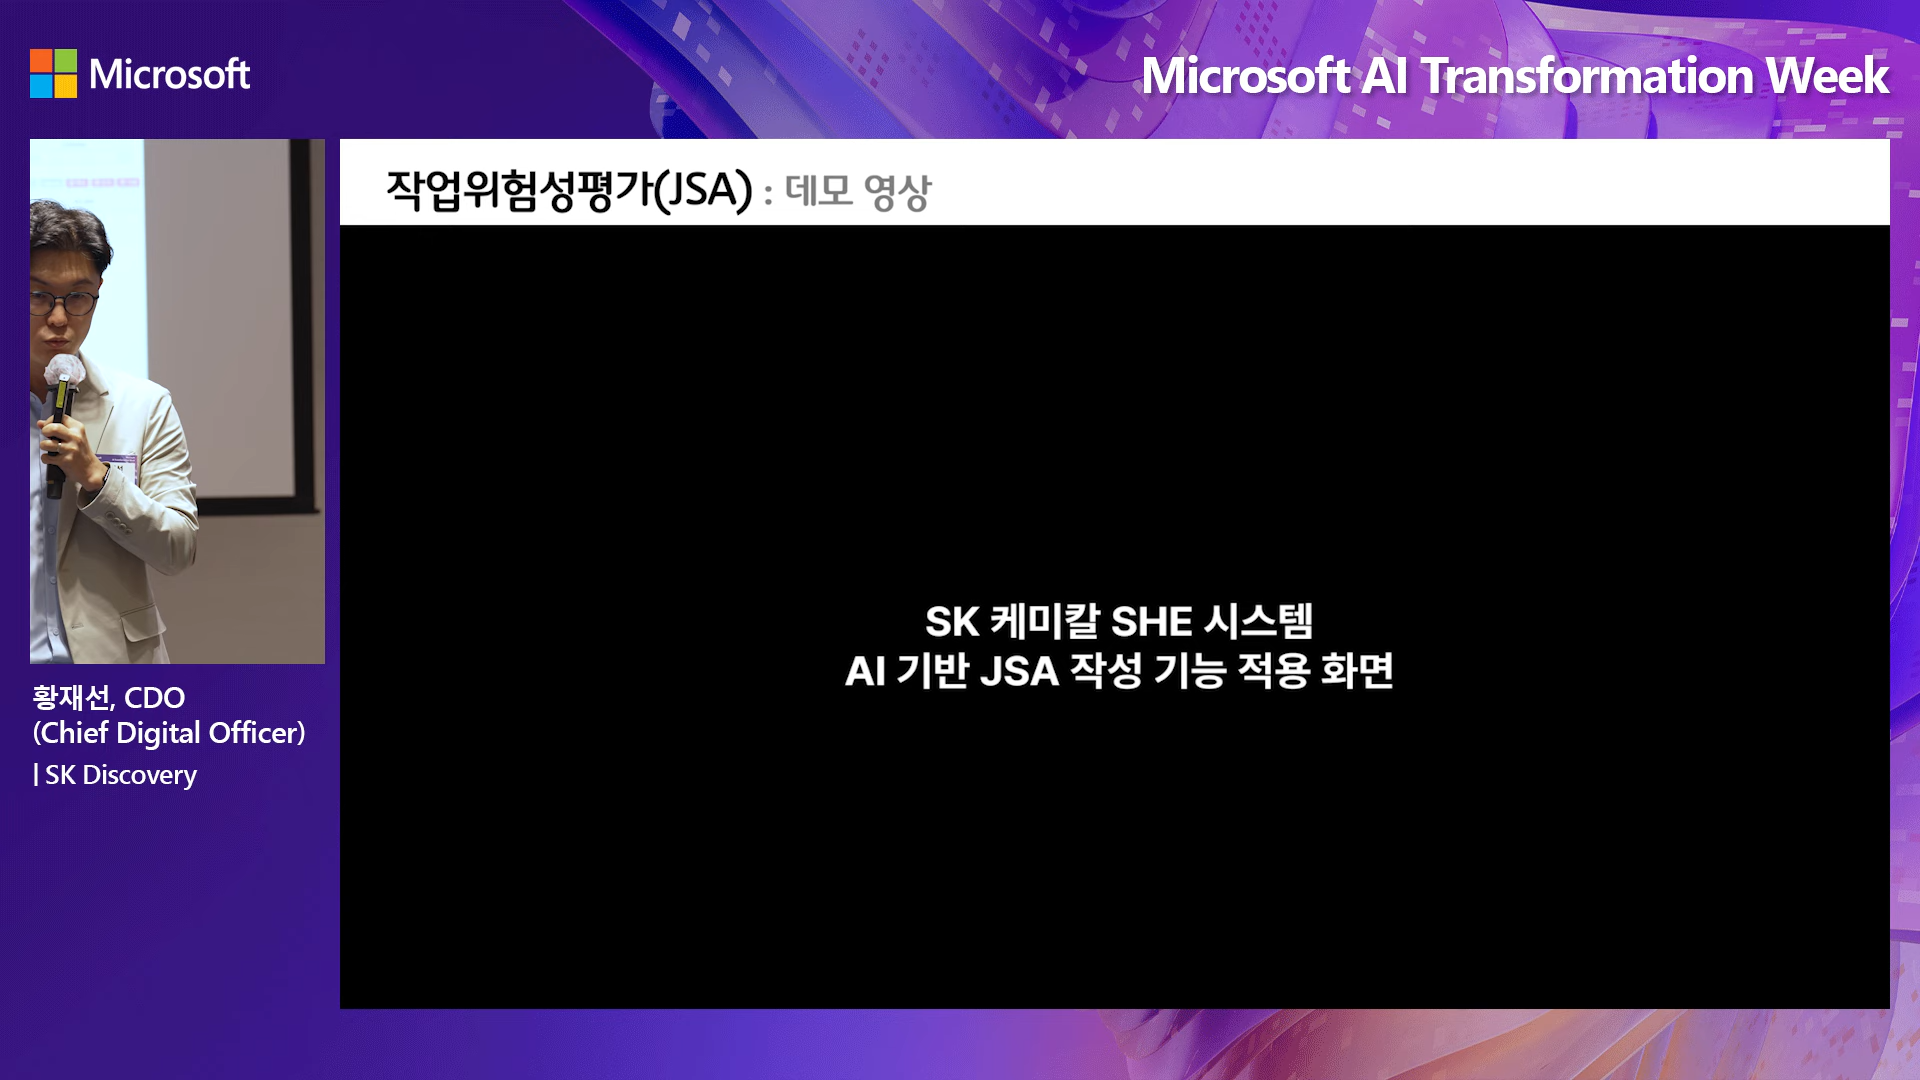 Microsoft
Microsoft AI Transformation Week
작업위험성평가(JSA) : 데모 영상
SK 케미칼 SHE 시스템
AI 기반 JSA 작성 기능 적용 화면
황재선, CDO
(Chief Digital Officer)
| SK Discovery